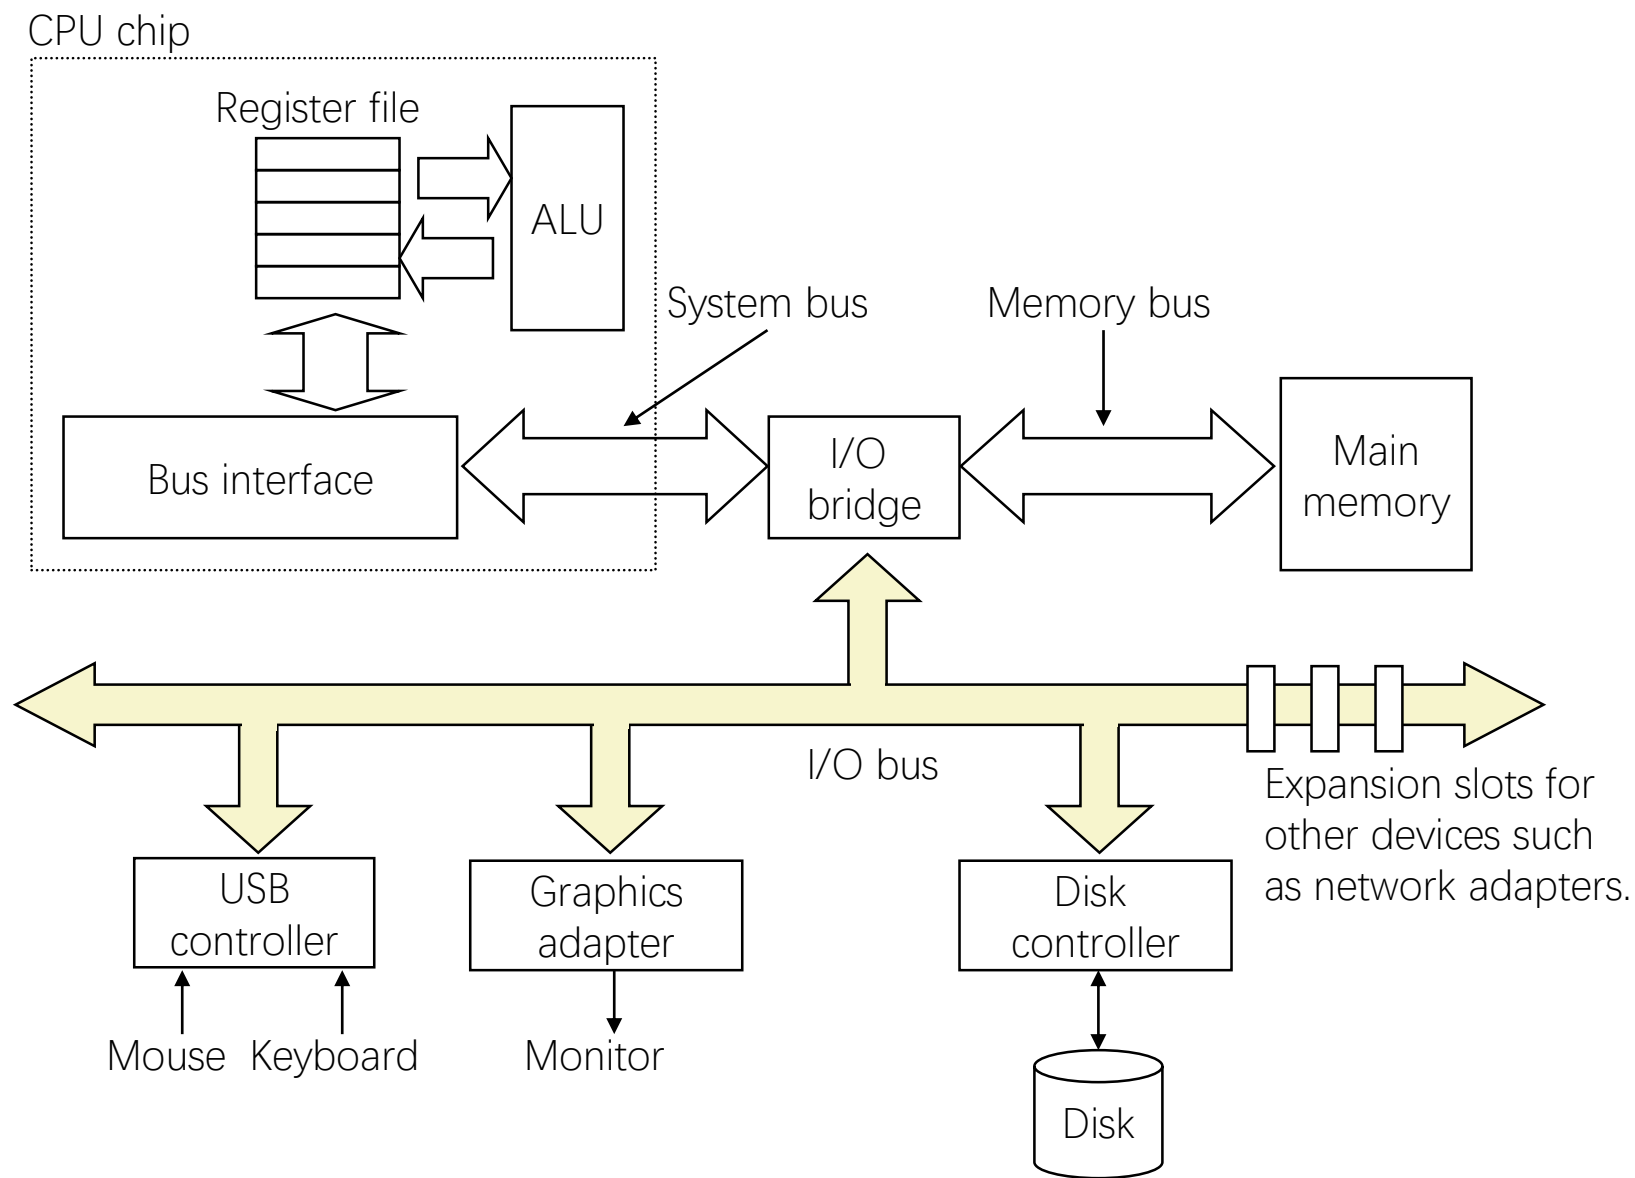 CPU chip
Register file
ALU
System bus
Memory bus
Bus interface
I/O
bridge
Main
memory
I/O bus
Expansion slots for
other devices such
as network adapters.
USB
controller
Graphics
adapter
Disk
controller
Mouse
Keyboard
Monitor
Disk